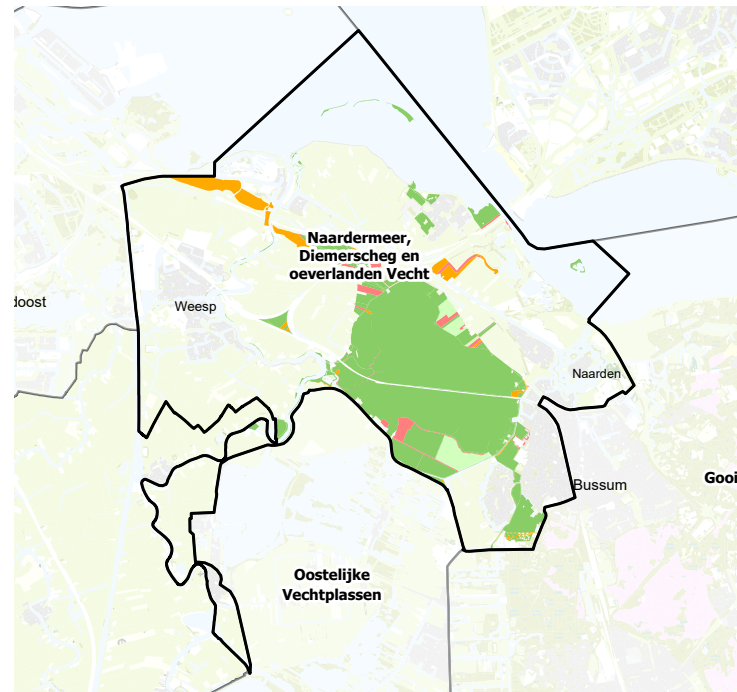 Naardermeer,
Diemerscheg en
oeverlanden Vecht
doost
Weesp
Naarden
Gooi
Bussum
Oostelijke
Vechtplassen